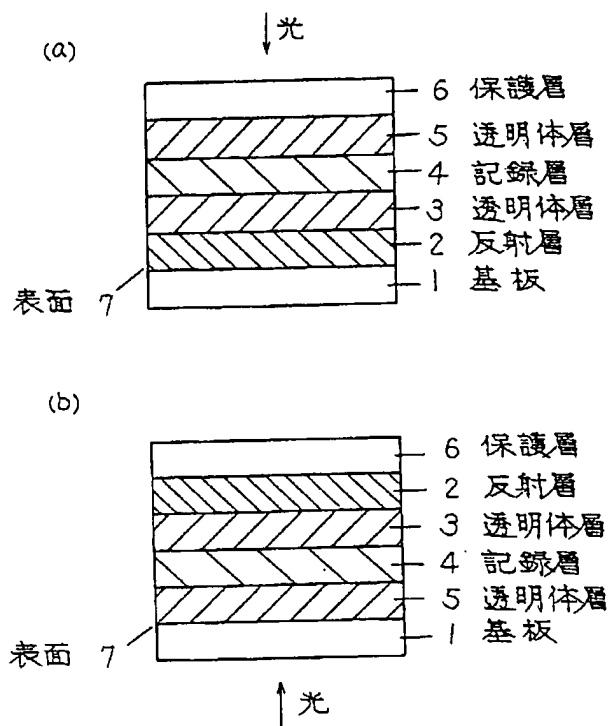 (a)
光
6 保護層
5 透明体層
4 記録層
3 透明体層
2 反射層
1 基板
表面 7
(b)
6 保護層
2 反射層
3 透明体層
4 記録層
5 透明体層
1 基板
表面 7
光